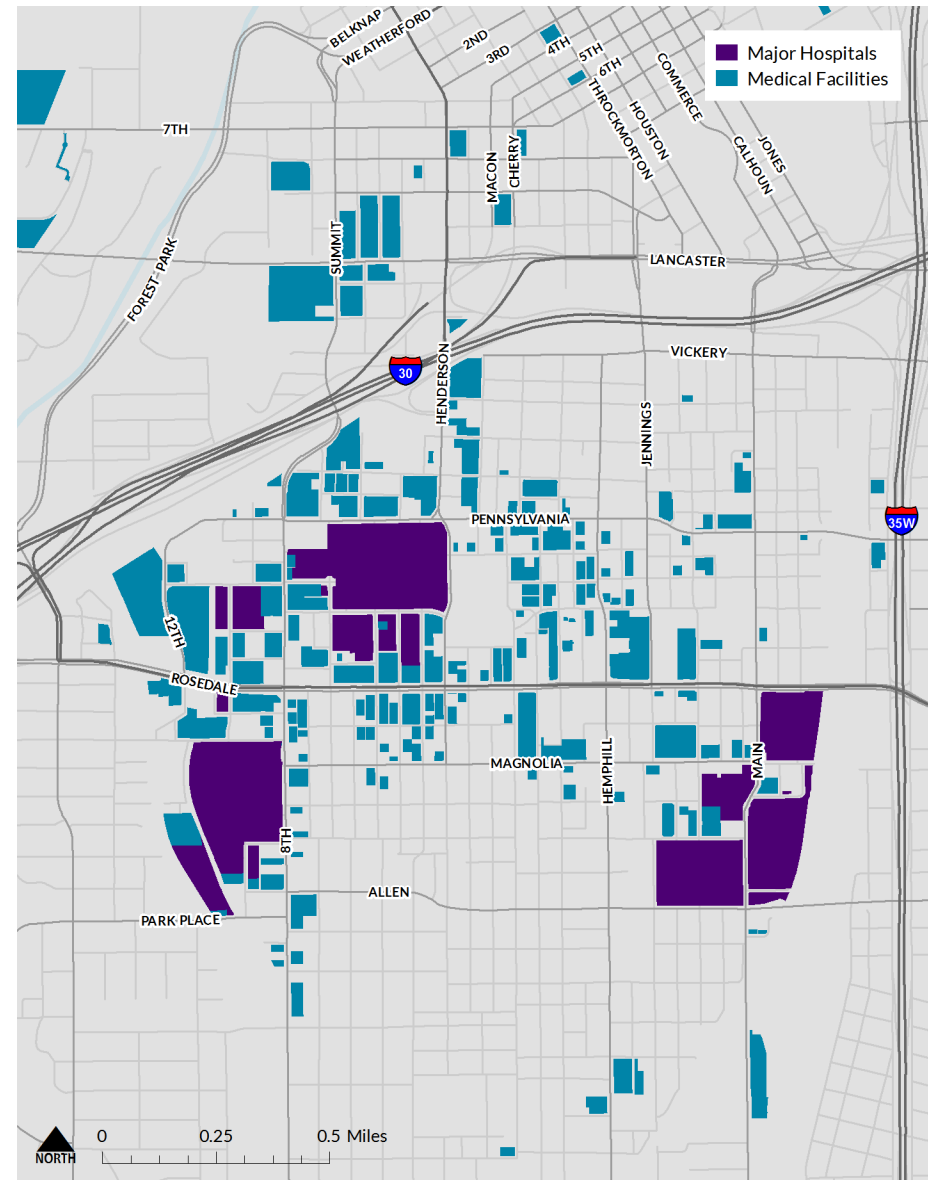 BELKNAP
WEATHERFORD
2ND
3RD
4TH
5TH
6TH
COMMERCE
Major Hospitals
Medical Facilities
7TH
THROCKMORTON
HOUSTON
JONES
CALHOUN
MACON
CHERRY
SUMMIT
FOREST PARK
LANCASTER
VICKERY
30
HENDERSON
JENNINGS
PENNSYLVANIA
35W
12TH
ROSEDALE
MAGNOLIA
HEMPHILL
MAIN
8TH
ALLEN
PARK PLACE
0 0.25 0.5 Miles
NORTH